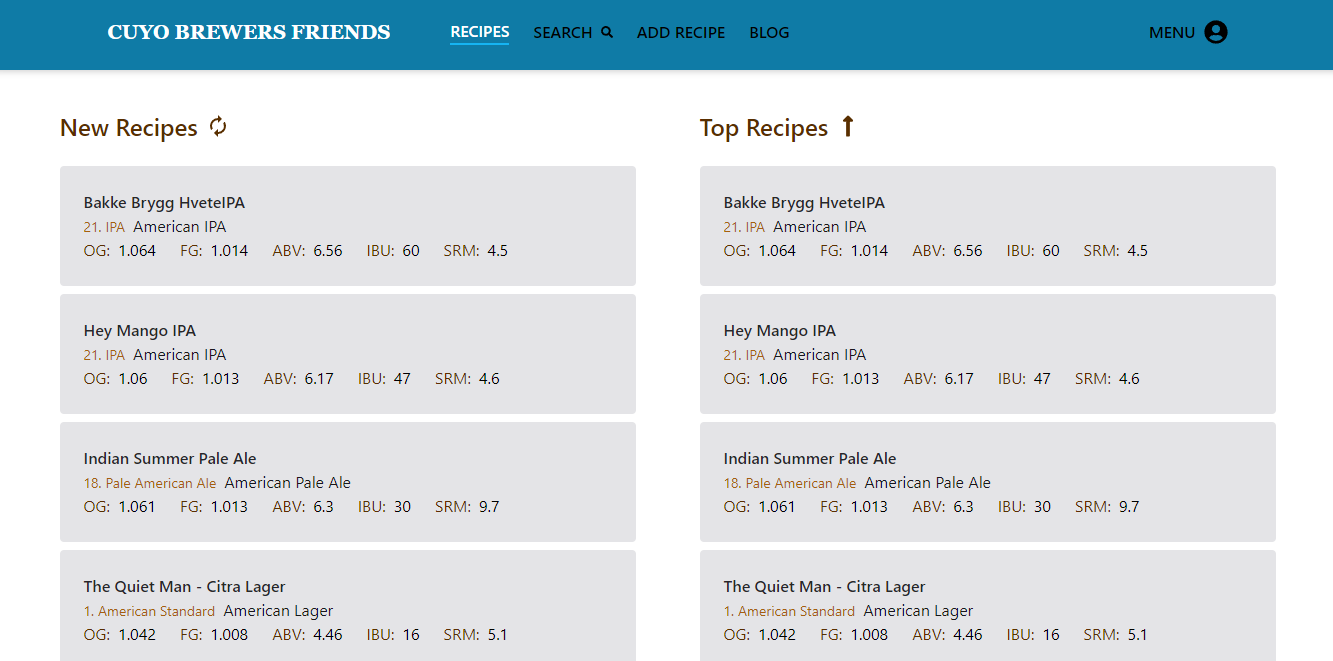 CUYO BREWERS FRIENDS
RECIPES SEARCH ADD RECIPE BLOG MENU
New Recipes
Bakke Brygg HveteIPA
21. IPA American IPA
OG: 1.064 FG: 1.014 ABV: 6.56 IBU: 60 SRM: 4.5
Hey Mango IPA
21. IPA American IPA
OG: 1.06 FG: 1.013 ABV: 6.17 IBU: 47 SRM: 4.6
Indian Summer Pale Ale
18. Pale American Ale American Pale Ale
OG: 1.061 FG: 1.013 ABV: 6.3 IBU: 30 SRM: 9.7
The Quiet Man - Citra Lager
1. American Standard American Lager
OG: 1.042 FG: 1.008 ABV: 4.46 IBU: 16 SRM: 5.1
Top Recipes
Bakke Brygg HveteIPA
21. IPA American IPA
OG: 1.064 FG: 1.014 ABV: 6.56 IBU: 60 SRM: 4.5
Hey Mango IPA
21. IPA American IPA
OG: 1.06 FG: 1.013 ABV: 6.17 IBU: 47 SRM: 4.6
Indian Summer Pale Ale
18. Pale American Ale American Pale Ale
OG: 1.061 FG: 1.013 ABV: 6.3 IBU: 30 SRM: 9.7
The Quiet Man - Citra Lager
1. American Standard American Lager
OG: 1.042 FG: 1.008 ABV: 4.46 IBU: 16 SRM: 5.1